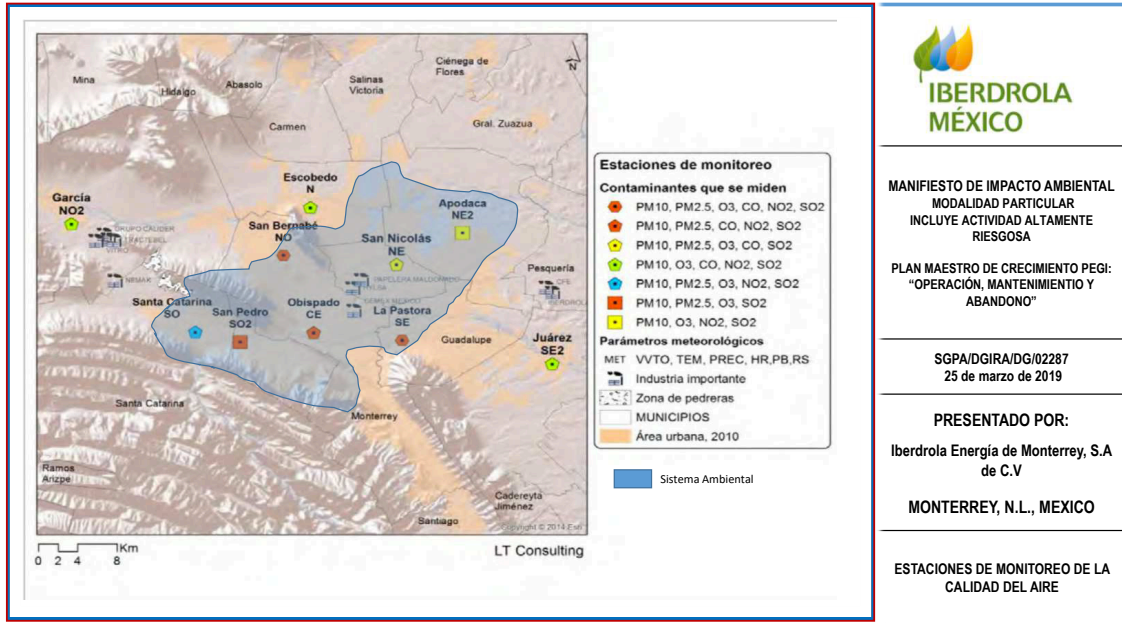 Mina
Hidalgo
Abasolo
Salinas
Victoria
Ciénega de
Flores
N
Carmen
Gral. Zuazua
Escobedo
N
García
NO2
Apodaca
NE2
San Bernabé
NO
San Nicolás
NE
VITRO
Pesquería
CFE
IBERDROLA
Santa Catarina
SO
San Pedro
SO2
Obispado
CE
La Pastora
SE
Guadalupe
Juárez
SE2
Santa Catarina
Monterrey
Ramos
Arizpe
Cadereyta
Jiménez
Santiago
Copyright © 2014 Esri
0 2 4 8 Km
LT Consulting
Estaciones de monitoreo
Contaminantes que se miden
PM10, PM2.5, O3, CO, NO2, SO2
PM10, PM2.5, CO, NO2, SO2
PM10, PM2.5, O3, CO, SO2
PM10, O3, CO, NO2, SO2
PM10, PM2.5, O3, NO2, SO2
PM10, PM2.5, O3, SO2
PM10, O3, NO2, SO2
Parámetros meteorológicos
MET VVTO, TEM, PREC, HR,PB,RS
Industria importante
Zona de pedreras
MUNICIPIOS
Área urbana, 2010
Sistema Ambiental
IBERDROLA
MÉXICO
MANIFIESTO DE IMPACTO AMBIENTAL
MODALIDAD PARTICULAR
INCLUYE ACTIVIDAD ALTAMENTE
RIESGOSA
PLAN MAESTRO DE CRECIMIENTO PEGI:
“OPERACIÓN, MANTENIMIENTIO Y
ABANDONO”
SGPA/DGIRA/DG/02287
25 de marzo de 2019
PRESENTADO POR:
Iberdrola Energía de Monterrey, S.A
de C.V
MONTERREY, N.L., MEXICO
ESTACIONES DE MONITOREO DE LA
CALIDAD DEL AIRE